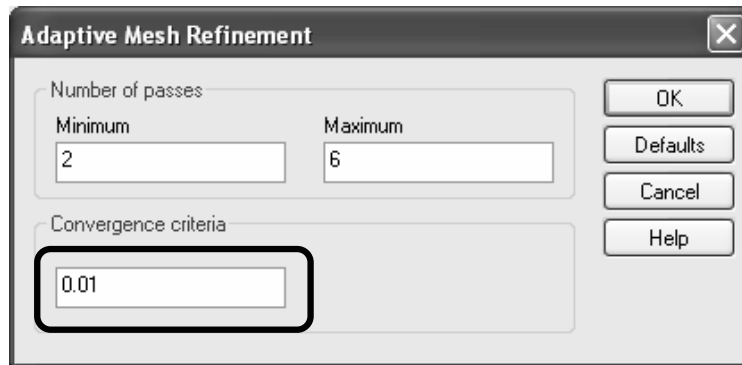 Adaptive Mesh Refinement
Number of passes
Minimum Maximum
2 6
Convergence criteria
0.01
OK
Defaults
Cancel
Help